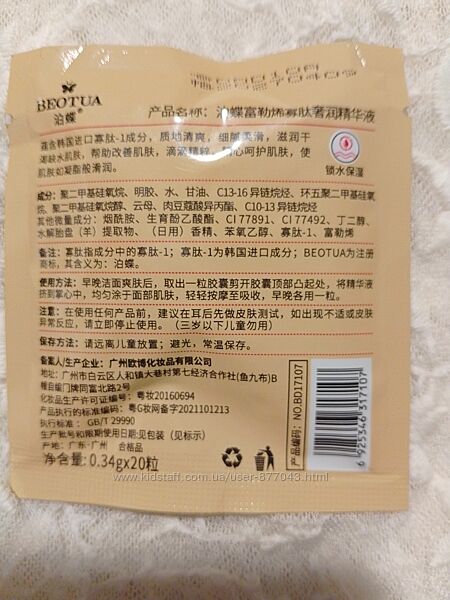 BEOTUA
泊蝶®
产品名称：泊蝶富勒烯寡肽奢润精华液
蕴含韩国进口寡肽-1成分，质地清爽，细腻柔滑，滋润干
燥缺水肌肤，帮助改善肌肤，滴滴精粹，心呵护肌肤，使
肌肤如凝脂般滑润。
锁水保湿
成分：聚二甲基硅氧烷、明胶、水、甘油、C13-16 异链烷烃、环五聚二甲基
硅氧烷、聚二甲基硅氧烷醇、云母、肉豆蔻酸异丙酯、C10-13 异链烷烃
其他微量成分：烟酰胺、生育酚乙酸酯、CI 77891、CI 77492、丁二醇、
水解胎盘（羊）提取物、（日用）香精、苯氧乙醇、寡肽-1、富勒烯
备注：寡肽指成分中的寡肽-1；寡肽-1为韩国进口成分；BEOTUA为注册
商标，其含义为：泊蝶。
使用方法：早晚洁面爽肤后，取出一粒胶囊剪开胶囊顶部凸起处，将精华液
挤到掌心中，均匀涂于面部肌肤，轻轻按摩至吸收，早晚各用一粒。
注意：在使用任何产品前，建议在耳后先做皮肤测试，如出现不适或皮肤
异常反应，请立即停止使用。（三岁以下儿童勿用）
保存方法：请远离儿童放置；避光，常温保存。
备案人/生产企业：广州欧博化妆品有限公司
地址：广州市白云区人和镇大巷村第七经济合作社(鱼九布)B
幢自编门牌同富北路2号
化妆品生产许可证编号：粤妆20160694
产品执行的标准编码：粤G妆网备字2021101213
执行标准：GB/T 29990
生产批号和限期使用日期:见包装（见标示）
产地：广东·广州 合格品
净含量：0.34gx20粒
产品编码：NO.BD17107
6 925346 317107
www.kidstaff.com.ua/user-877043.html